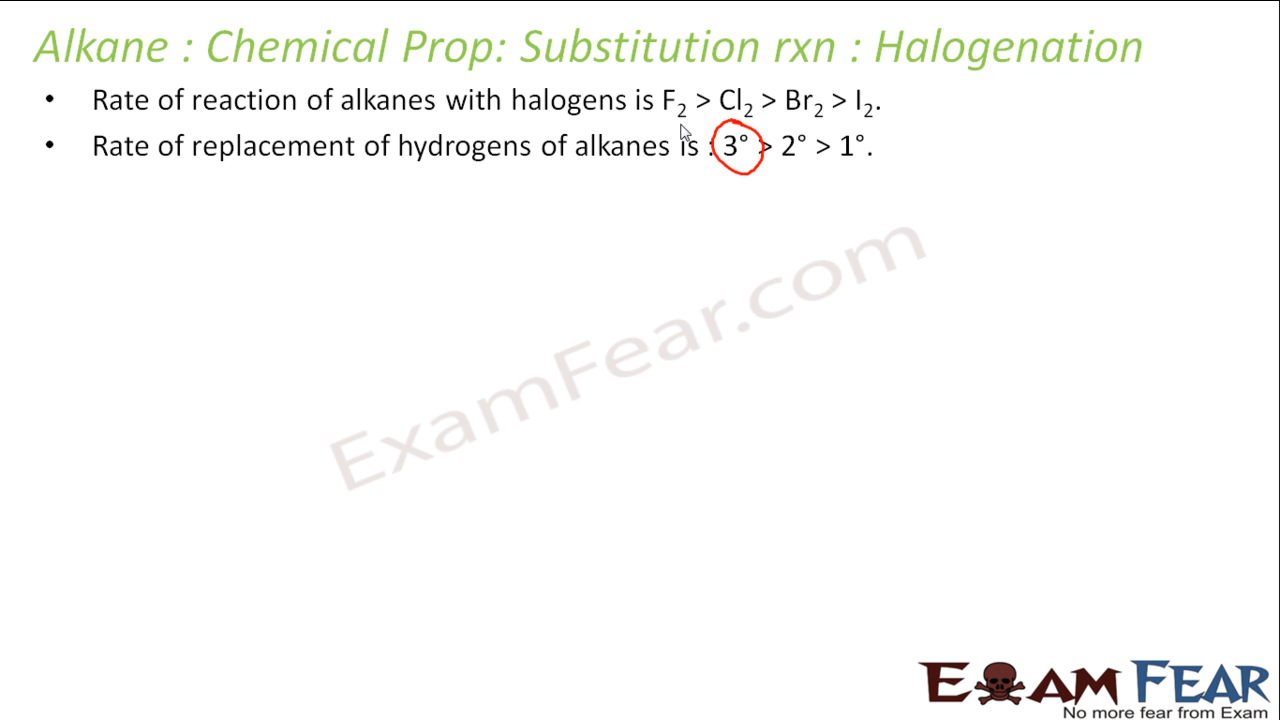 Alkane : Chemical Prop: Substitution rxn : Halogenation
• Rate of reaction of alkanes with halogens is F₂ > Cl₂ > Br₂ > I₂.
• Rate of replacement of hydrogens of alkanes is : 3° > 2° > 1°.
ExamFear.com
EXAM FEAR
No more fear from Exam